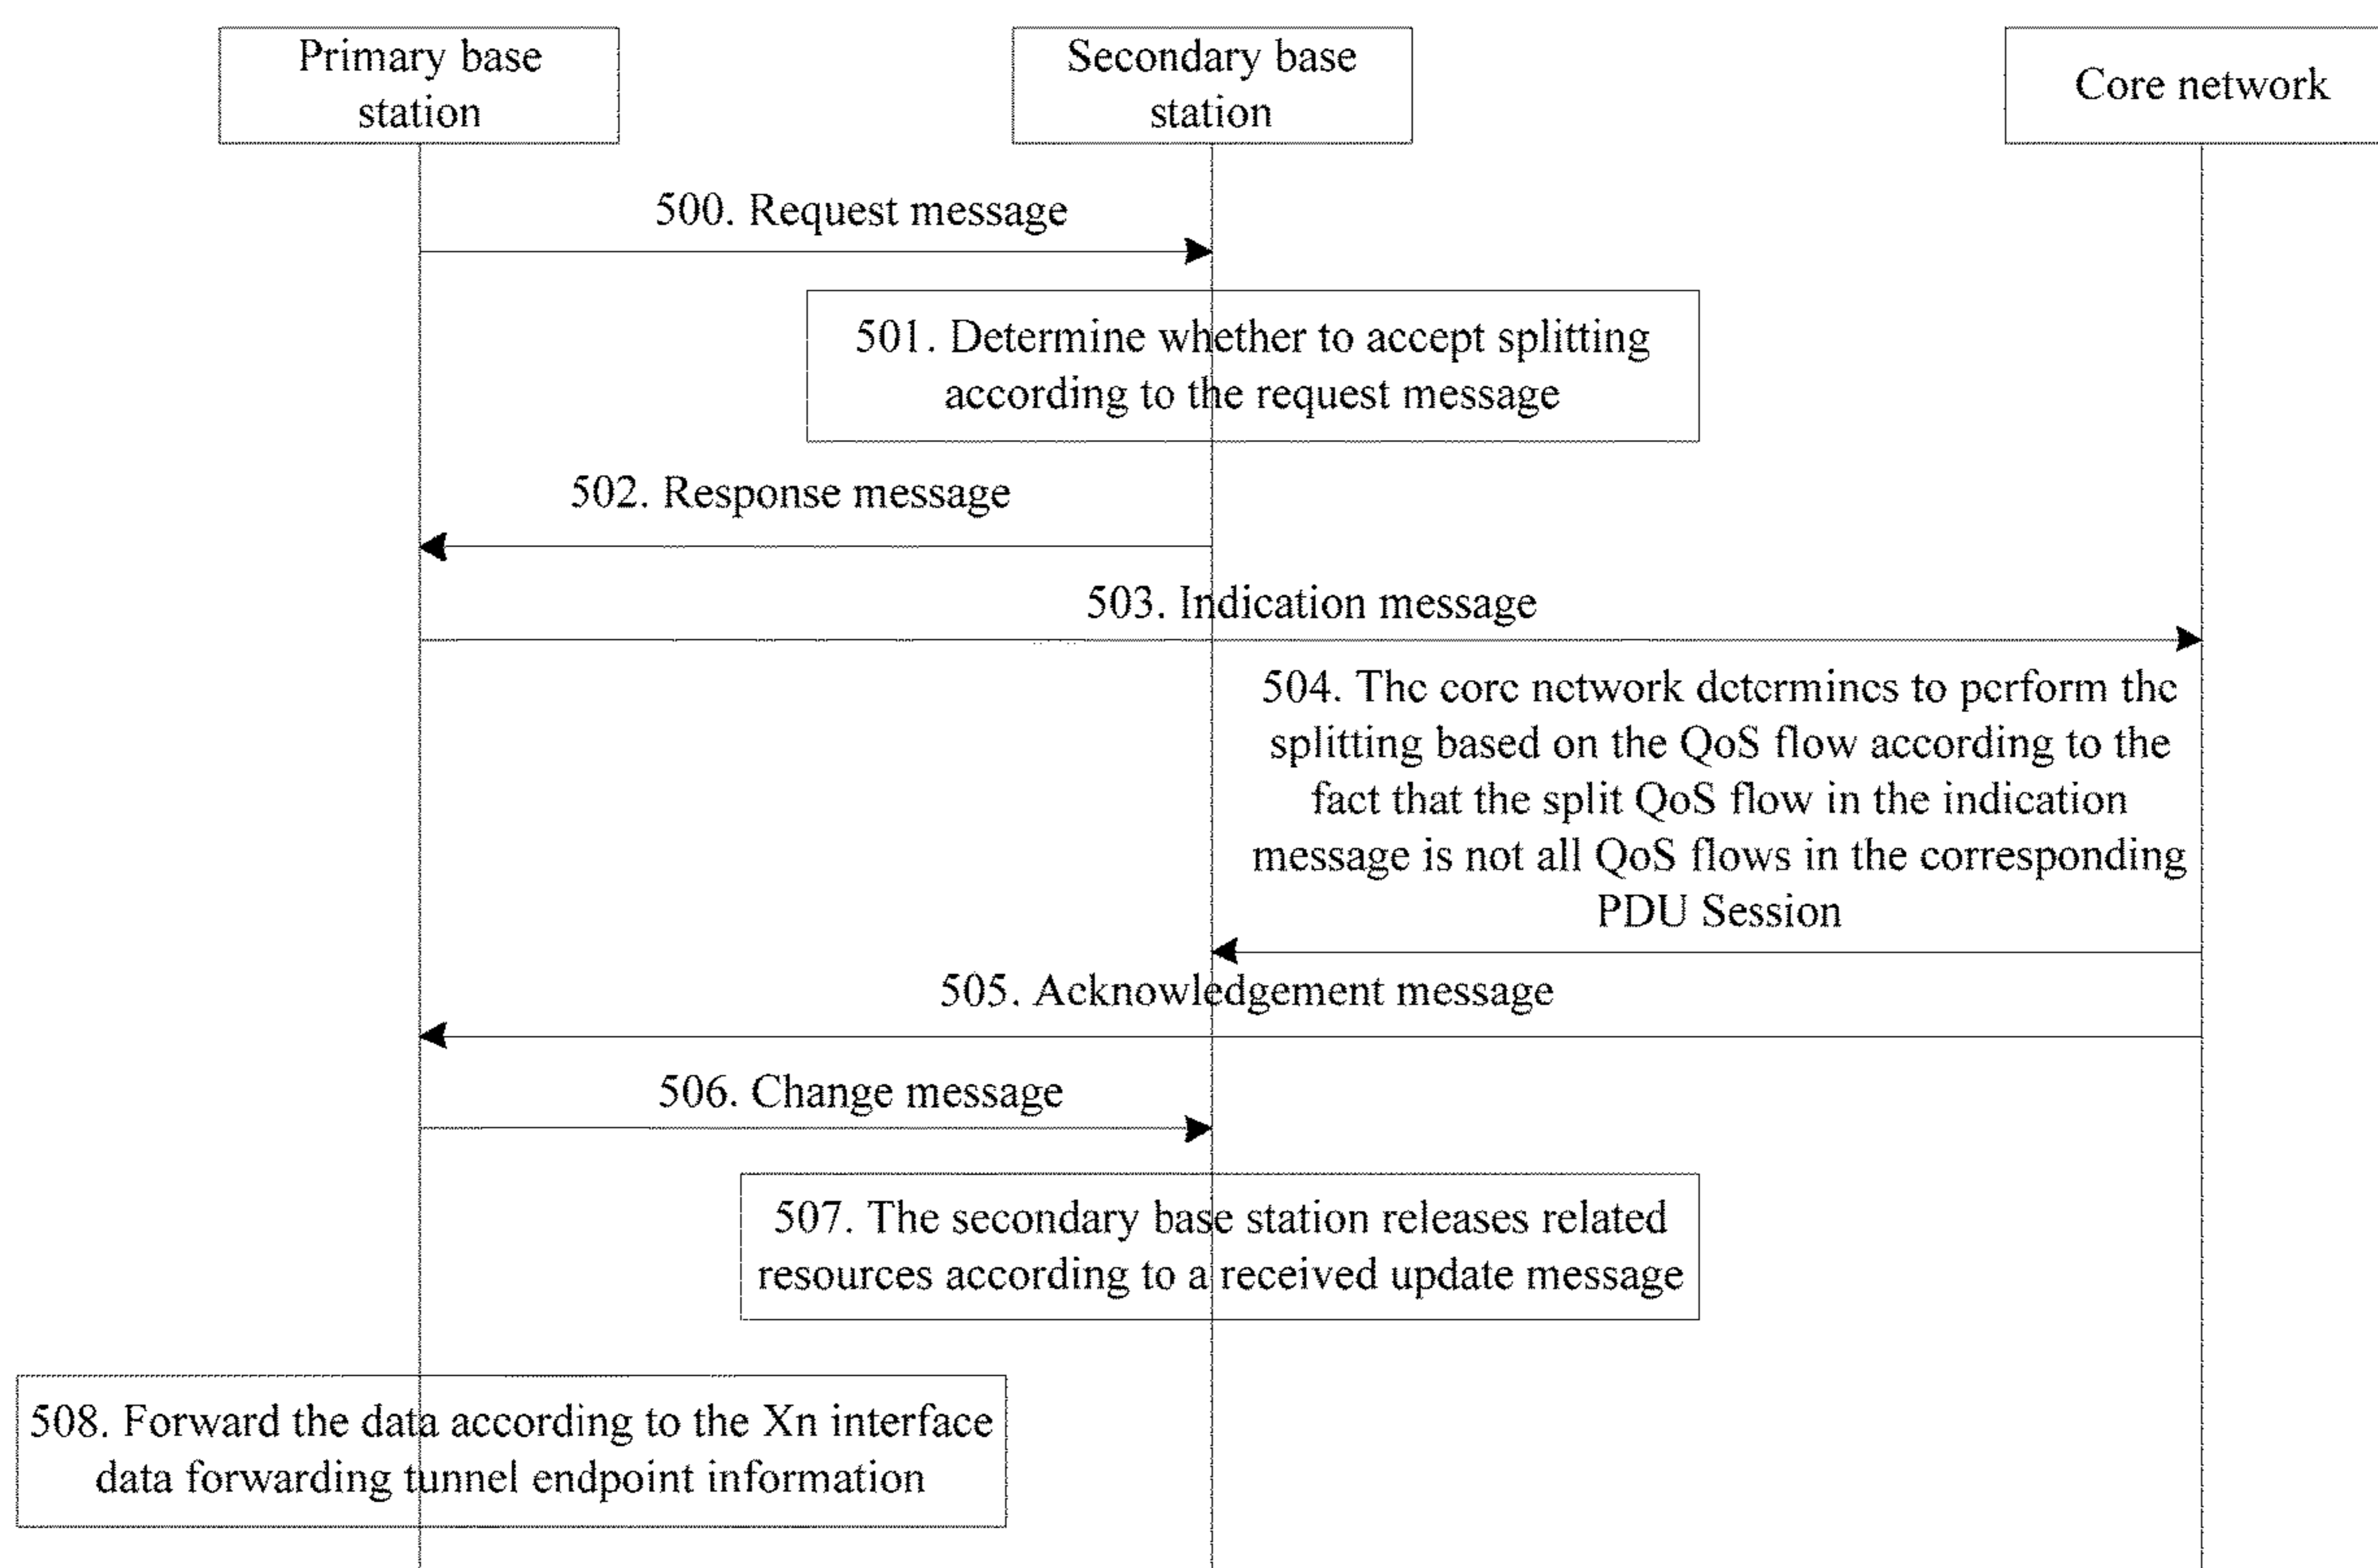 Primary base
station
Secondary base
station
Core network
500. Request message
501. Determine whether to accept splitting
according to the request message
502. Response message
503. Indication message
504. The core network determines to perform the
splitting based on the QoS flow according to the
fact that the split QoS flow in the indication
message is not all QoS flows in the corresponding
PDU Session
505. Acknowledgement message
506. Change message
507. The secondary base station releases related
resources according to a received update message
508. Forward the data according to the Xn interface
data forwarding tunnel endpoint information